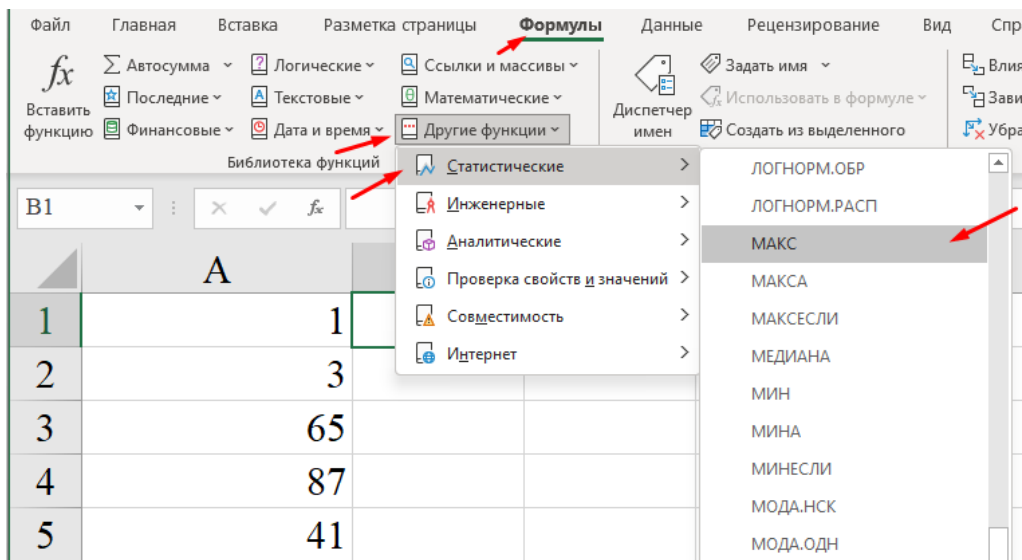 Файл Главная Вставка Разметка страницы Формулы Данные Рецензирование Вид Спр
fx Вставить функцию
Автосумма
Последние
Финансовые
Логические
Текстовые
Дата и время
Ссылки и массивы
Математические
Другие функции
Библиотека функций
Диспетчер имен
Задать имя
Использовать в формуле
Создать из выделенного
Влия
Зави
Убра
B1 fx
Статистические
Инженерные
Аналитические
Проверка свойств и значений
Совместимость
Интернет
ЛОГНОРМ.ОБР
ЛОГНОРМ.РАСП
МАКС
МАКСА
МАКСЕСЛИ
МЕДИАНА
МИН
МИНА
МИНЕСЛИ
МОДА.НСК
МОДА.ОДН
A
1 1
2 3
3 65
4 87
5 41